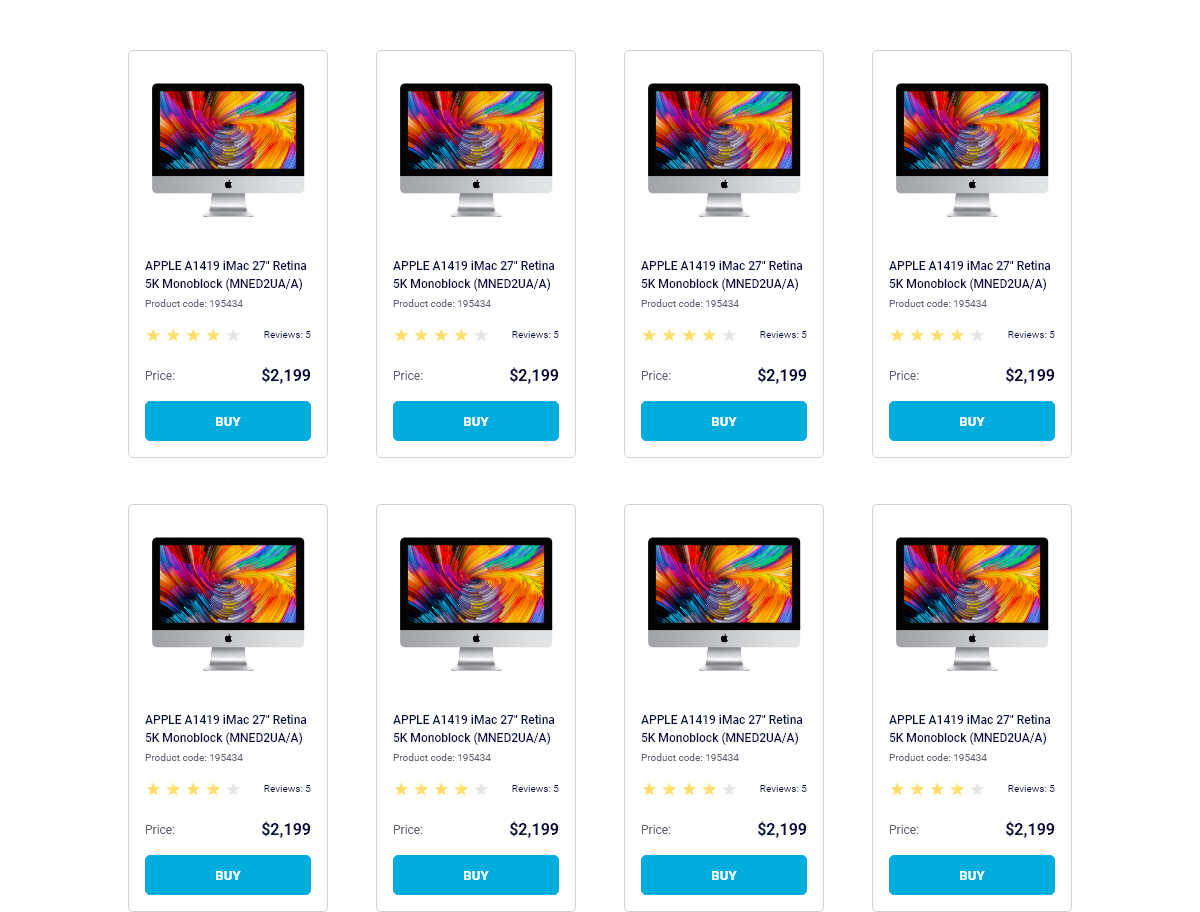 APPLE A1419 iMac 27" Retina
5K Monoblock (MNED2UA/A)
Product code: 195434
Reviews: 5
Price: $2,199
BUY
APPLE A1419 iMac 27" Retina
5K Monoblock (MNED2UA/A)
Product code: 195434
Reviews: 5
Price: $2,199
BUY
APPLE A1419 iMac 27" Retina
5K Monoblock (MNED2UA/A)
Product code: 195434
Reviews: 5
Price: $2,199
BUY
APPLE A1419 iMac 27" Retina
5K Monoblock (MNED2UA/A)
Product code: 195434
Reviews: 5
Price: $2,199
BUY
APPLE A1419 iMac 27" Retina
5K Monoblock (MNED2UA/A)
Product code: 195434
Reviews: 5
Price: $2,199
BUY
APPLE A1419 iMac 27" Retina
5K Monoblock (MNED2UA/A)
Product code: 195434
Reviews: 5
Price: $2,199
BUY
APPLE A1419 iMac 27" Retina
5K Monoblock (MNED2UA/A)
Product code: 195434
Reviews: 5
Price: $2,199
BUY
APPLE A1419 iMac 27" Retina
5K Monoblock (MNED2UA/A)
Product code: 195434
Reviews: 5
Price: $2,199
BUY